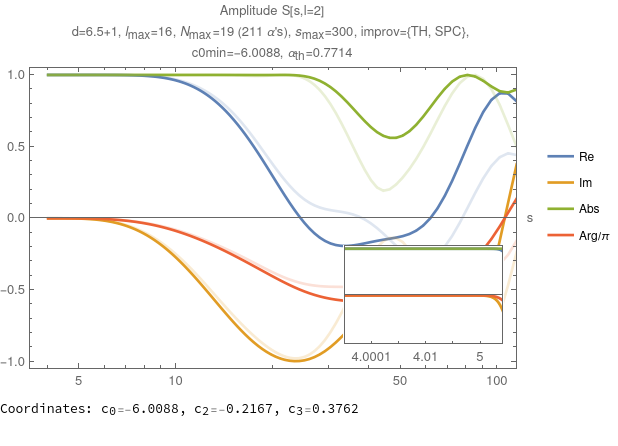 Amplitude S[s,l=2]
d=6.5+1, lmax=16, Nmax=19 (211 α's), smax=300, improv={TH, SPC},
c0min=−6.0088, αth=0.7714
1.0
0.5
0.0
−0.5
−1.0
s
5
10
50
100
4.0001
4.01
5
Re
Im
Abs
Arg/π
Coordinates: c0=−6.0088, c2=−0.2167, c3=0.3762